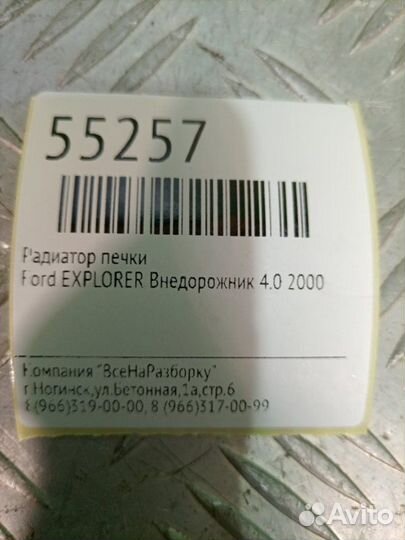 55257
Радиатор печки
Ford EXPLORER Внедорожник 4.0 2000
Компания "ВсеНаРазборку"
г.Ногинск,ул.Бетонная,1а,стр.6
8 (966)319-00-00, 8 (966)317-00-99
Avito